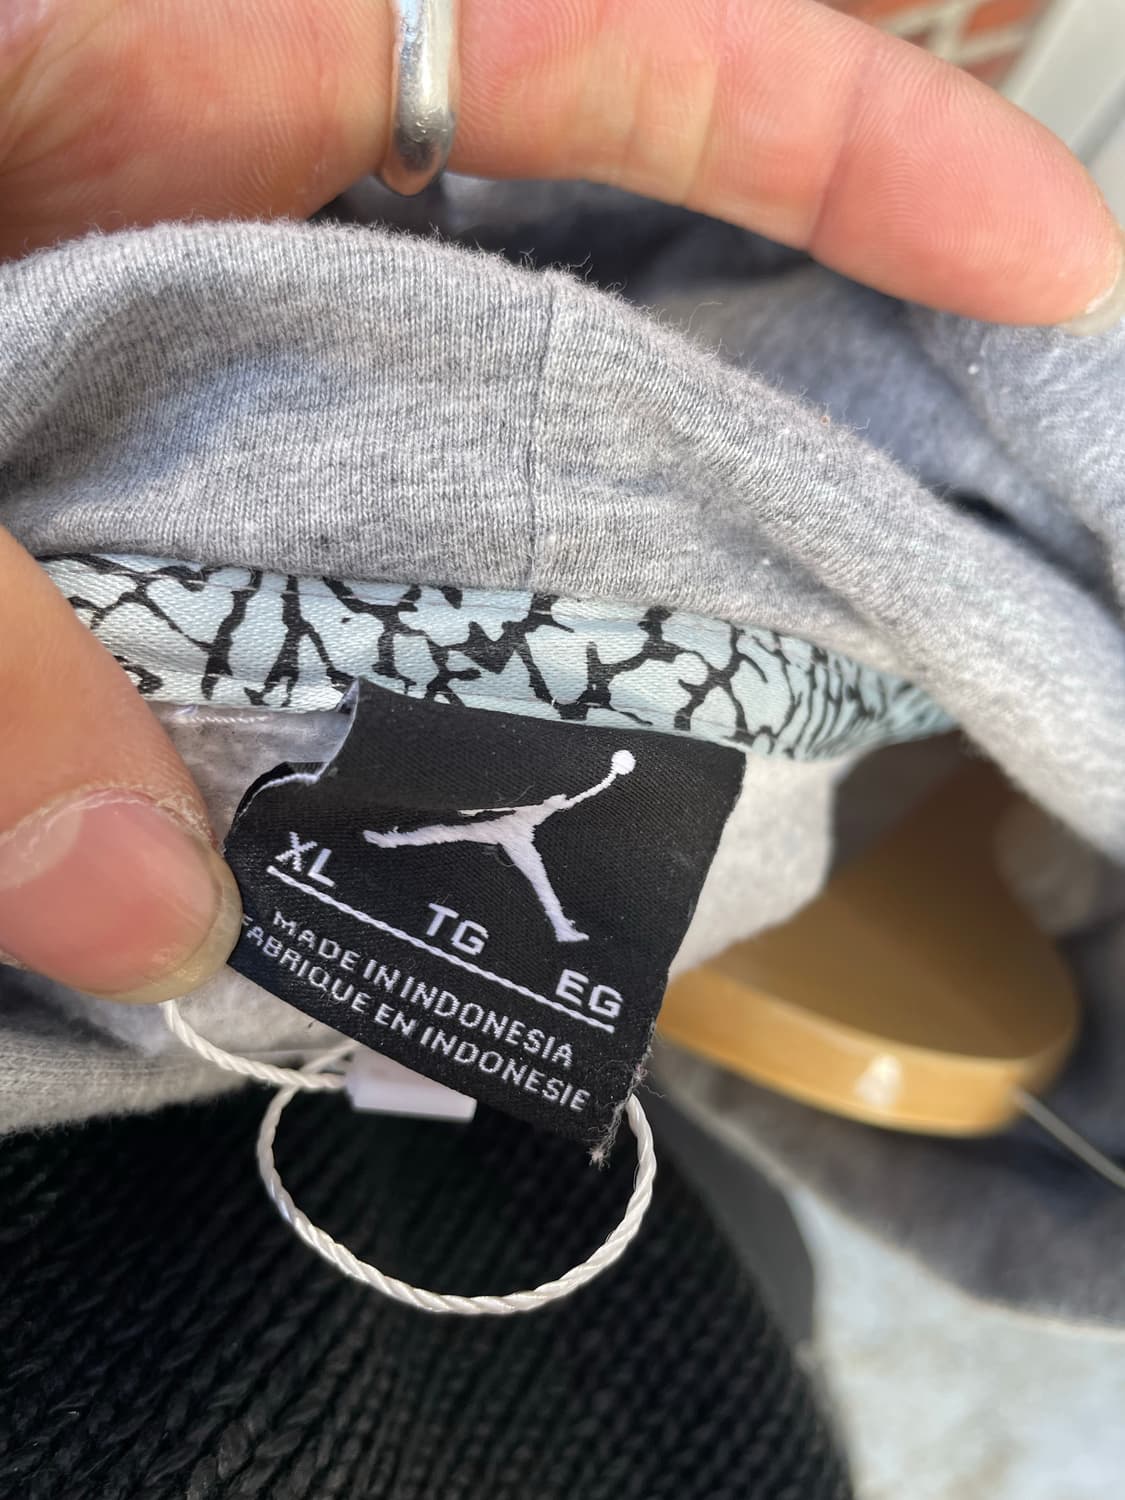 XL TG EG
MADE IN INDONESIA
FABRIQUE EN INDONESIE